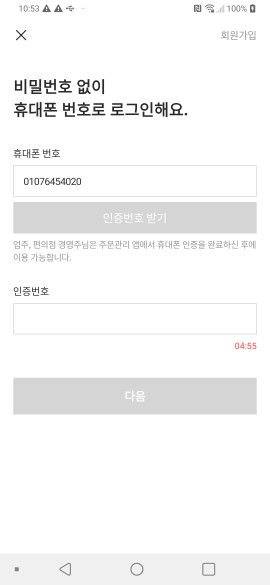 10:53
100%
회원가입
비밀번호 없이
휴대폰 번호로 로그인해요.
휴대폰 번호
01076454020
인증번호 받기
업주, 편의점 경영주님은 주문관리 앱에서 휴대폰 인증을 완료하신 후에
이용 가능합니다.
인증번호
04:55
다음